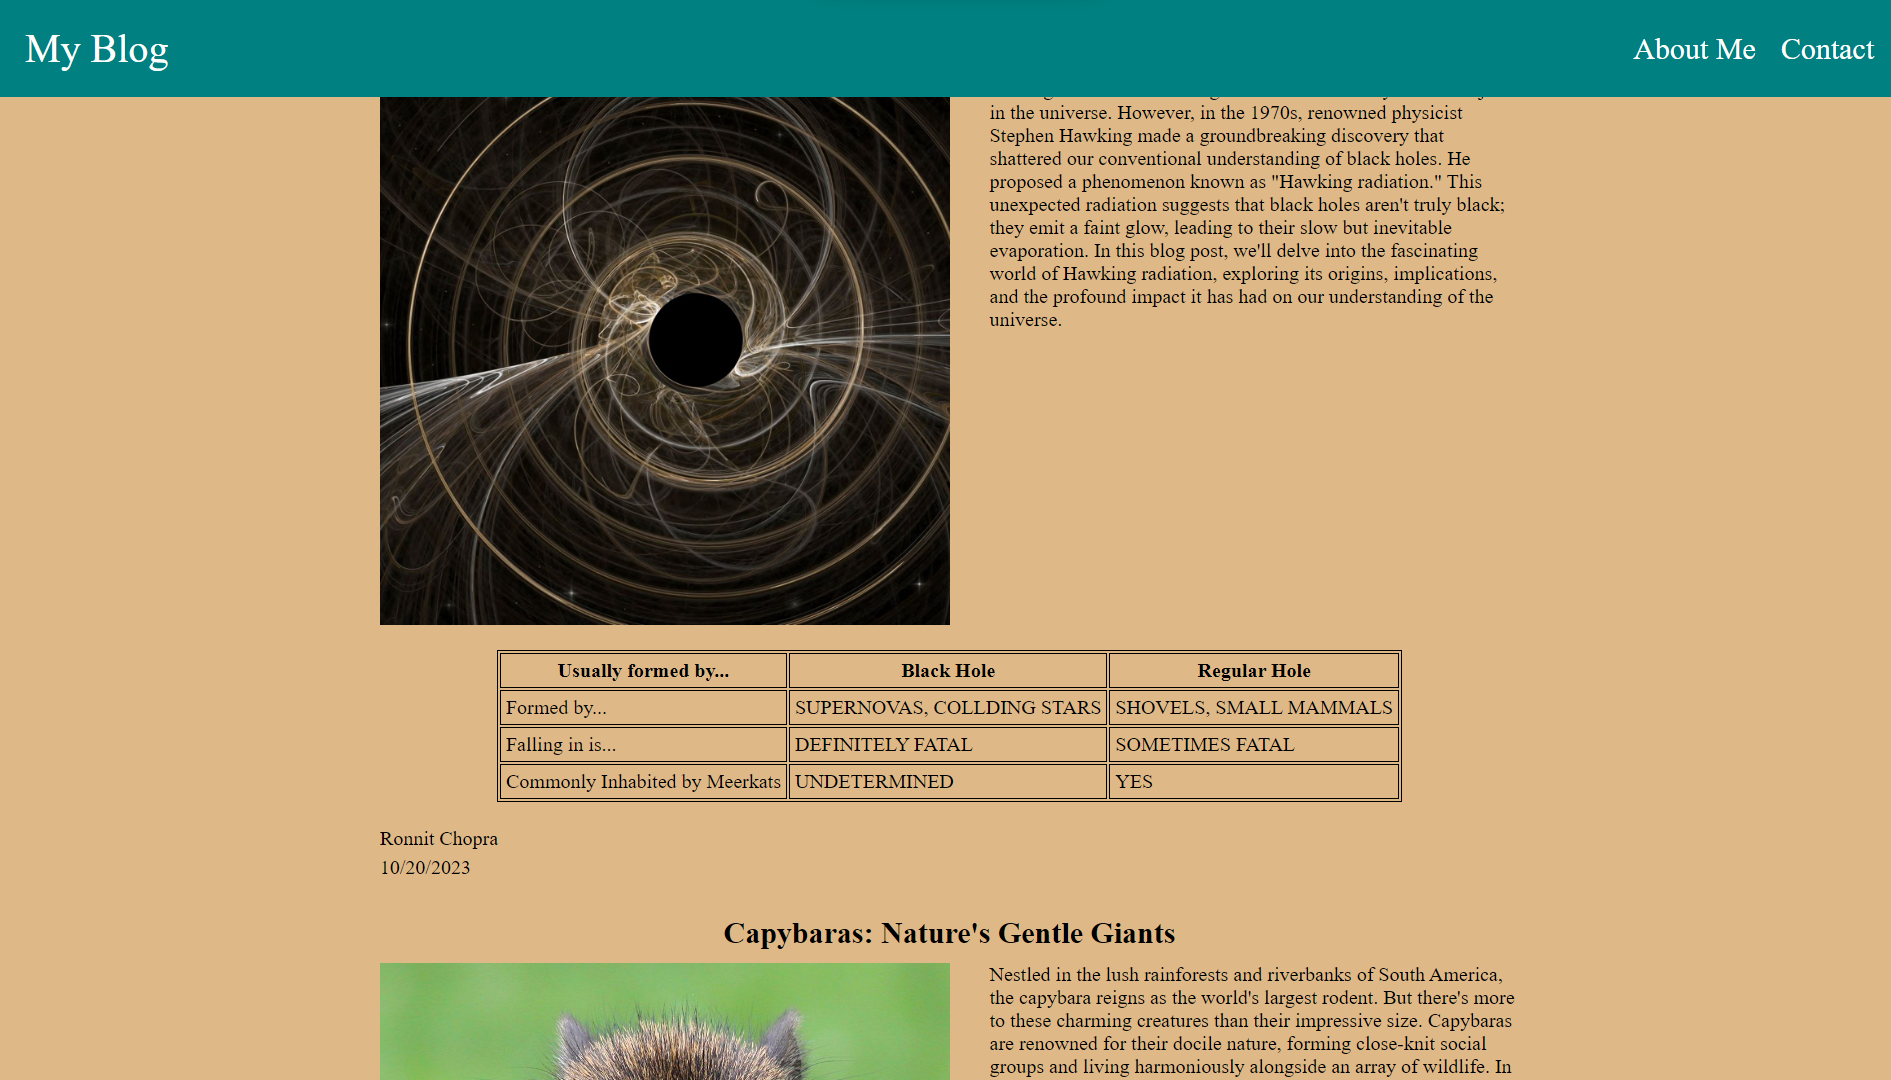 My Blog
About Me
Contact
in the universe. However, in the 1970s, renowned physicist
Stephen Hawking made a groundbreaking discovery that
shattered our conventional understanding of black holes. He
proposed a phenomenon known as "Hawking radiation." This
unexpected radiation suggests that black holes aren't truly black;
they emit a faint glow, leading to their slow but inevitable
evaporation. In this blog post, we'll delve into the fascinating
world of Hawking radiation, exploring its origins, implications,
and the profound impact it has had on our understanding of the
universe.
Usually formed by... Black Hole Regular Hole
Formed by... SUPERNOVAS, COLLDING STARS SHOVELS, SMALL MAMMALS
Falling in is... DEFINITELY FATAL SOMETIMES FATAL
Commonly Inhabited by Meerkats UNDETERMINED YES
Ronnit Chopra
10/20/2023
Capybaras: Nature's Gentle Giants
Nestled in the lush rainforests and riverbanks of South America,
the capybara reigns as the world's largest rodent. But there's more
to these charming creatures than their impressive size. Capybaras
are renowned for their docile nature, forming close-knit social
groups and living harmoniously alongside an array of wildlife. In